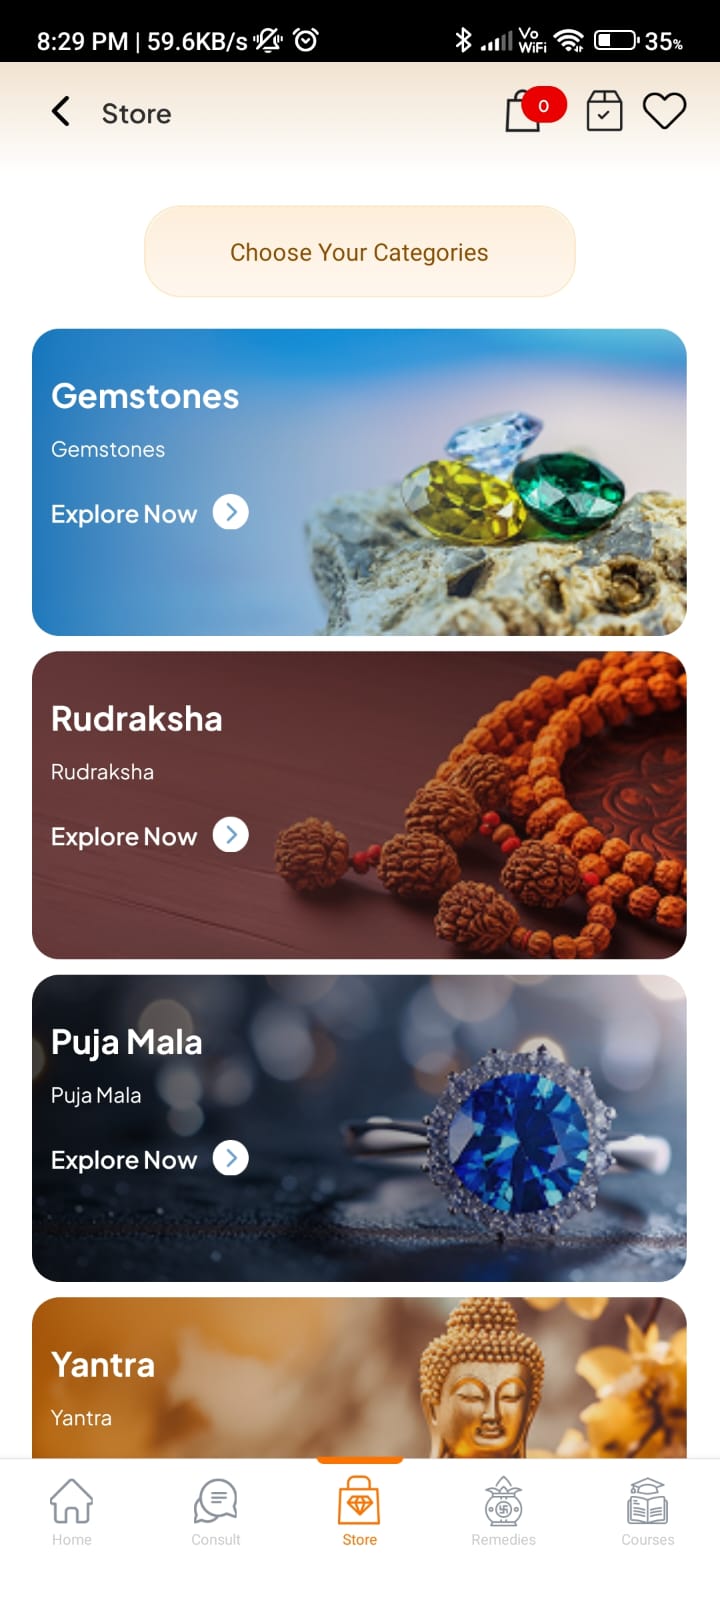 8:29 PM | 59.6KB/s
Vo WiFi
35%
Store
0
Choose Your Categories
Gemstones
Gemstones
Explore Now
Rudraksha
Rudraksha
Explore Now
Puja Mala
Puja Mala
Explore Now
Yantra
Yantra
Home Consult Store Remedies Courses